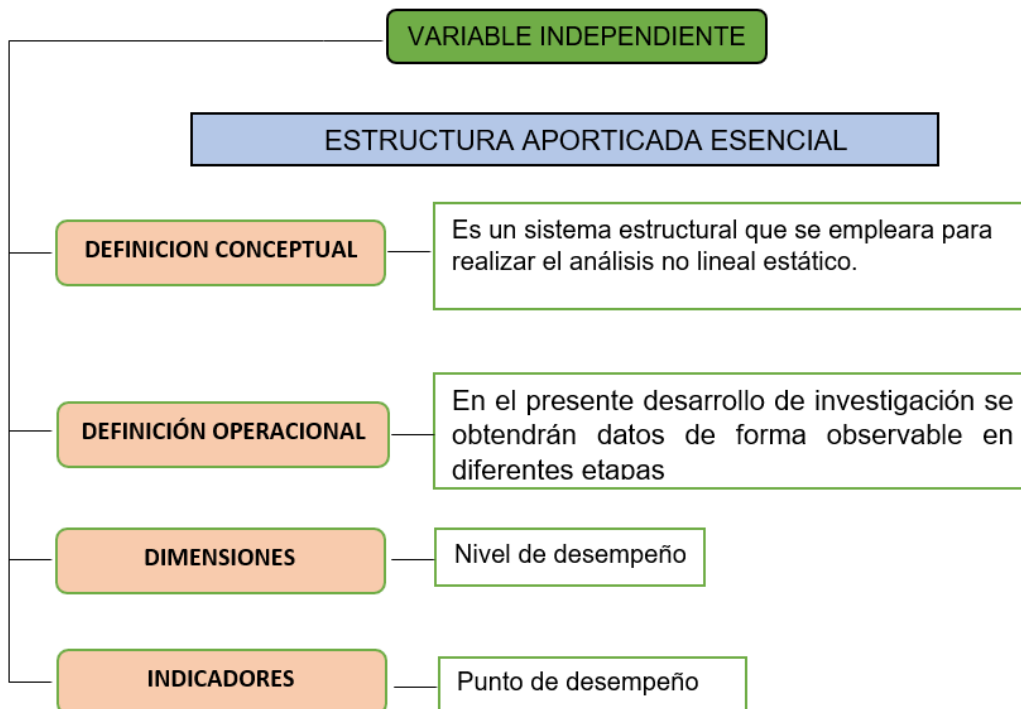 VARIABLE INDEPENDIENTE
ESTRUCTURA APORTICADA ESENCIAL
DEFINICION CONCEPTUAL
Es un sistema estructural que se empleara para
realizar el análisis no lineal estático.
DEFINICIÓN OPERACIONAL
En el presente desarrollo de investigación se
obtendrán datos de forma observable en
diferentes etapas
DIMENSIONES
Nivel de desempeño
INDICADORES
Punto de desempeño